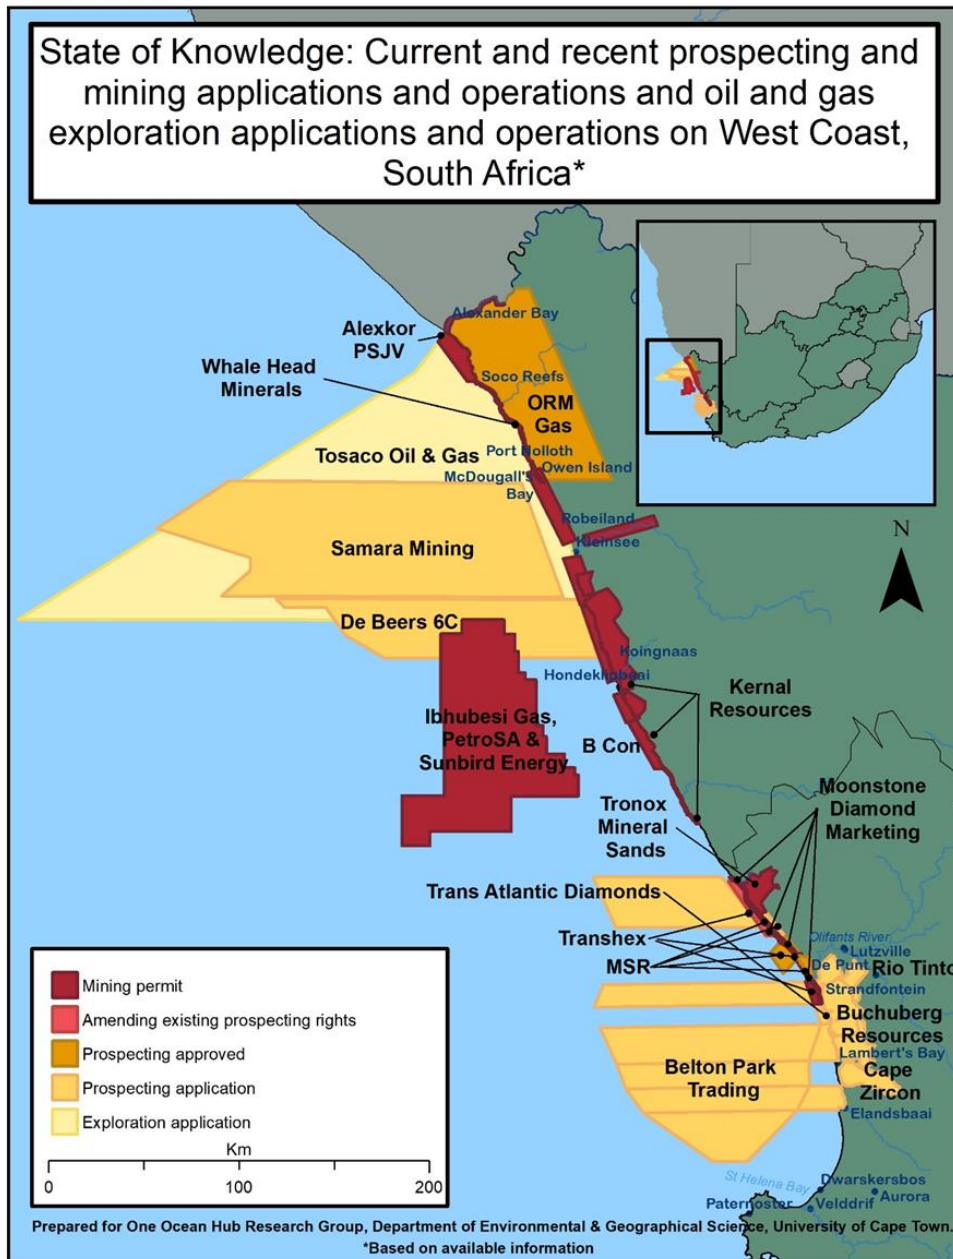 State of Knowledge: Current and recent prospecting and
mining applications and operations and oil and gas
exploration applications and operations on West Coast,
South Africa*
Alexander Bay
Alexkor
PSJV
Whale Head
Minerals
Soco Reefs
ORM
Gas
Port Nolloth
Tosaco Oil & Gas
Owen Island
McDougall's
Bay
Robeiland
Samara Mining
Kleinsee
N
De Beers 6C
Koingnaas
Hondeklipbaai
Kernal
Resources
Ibhubesi Gas,
PetroSA &
Sunbird Energy
B Con
Moonstone
Diamond
Marketing
Tronox
Mineral
Sands
Trans Atlantic Diamonds
Transhex
Olifants River
Lutzville
MSR
De Punt
Rio Tinto
Strandfontein
Buchuberg
Resources
Lambert's Bay
Belton Park
Trading
Cape
Zircon
Elandsbaai
Mining permit
Amending existing prospecting rights
Prospecting approved
Prospecting application
Exploration application
Km
0 100 200
St Helena Bay
Dwarskersbos
Aurora
Paternoster
Velddrif
Prepared for One Ocean Hub Research Group, Department of Environmental & Geographical Science, University of Cape Town.
*Based on available information